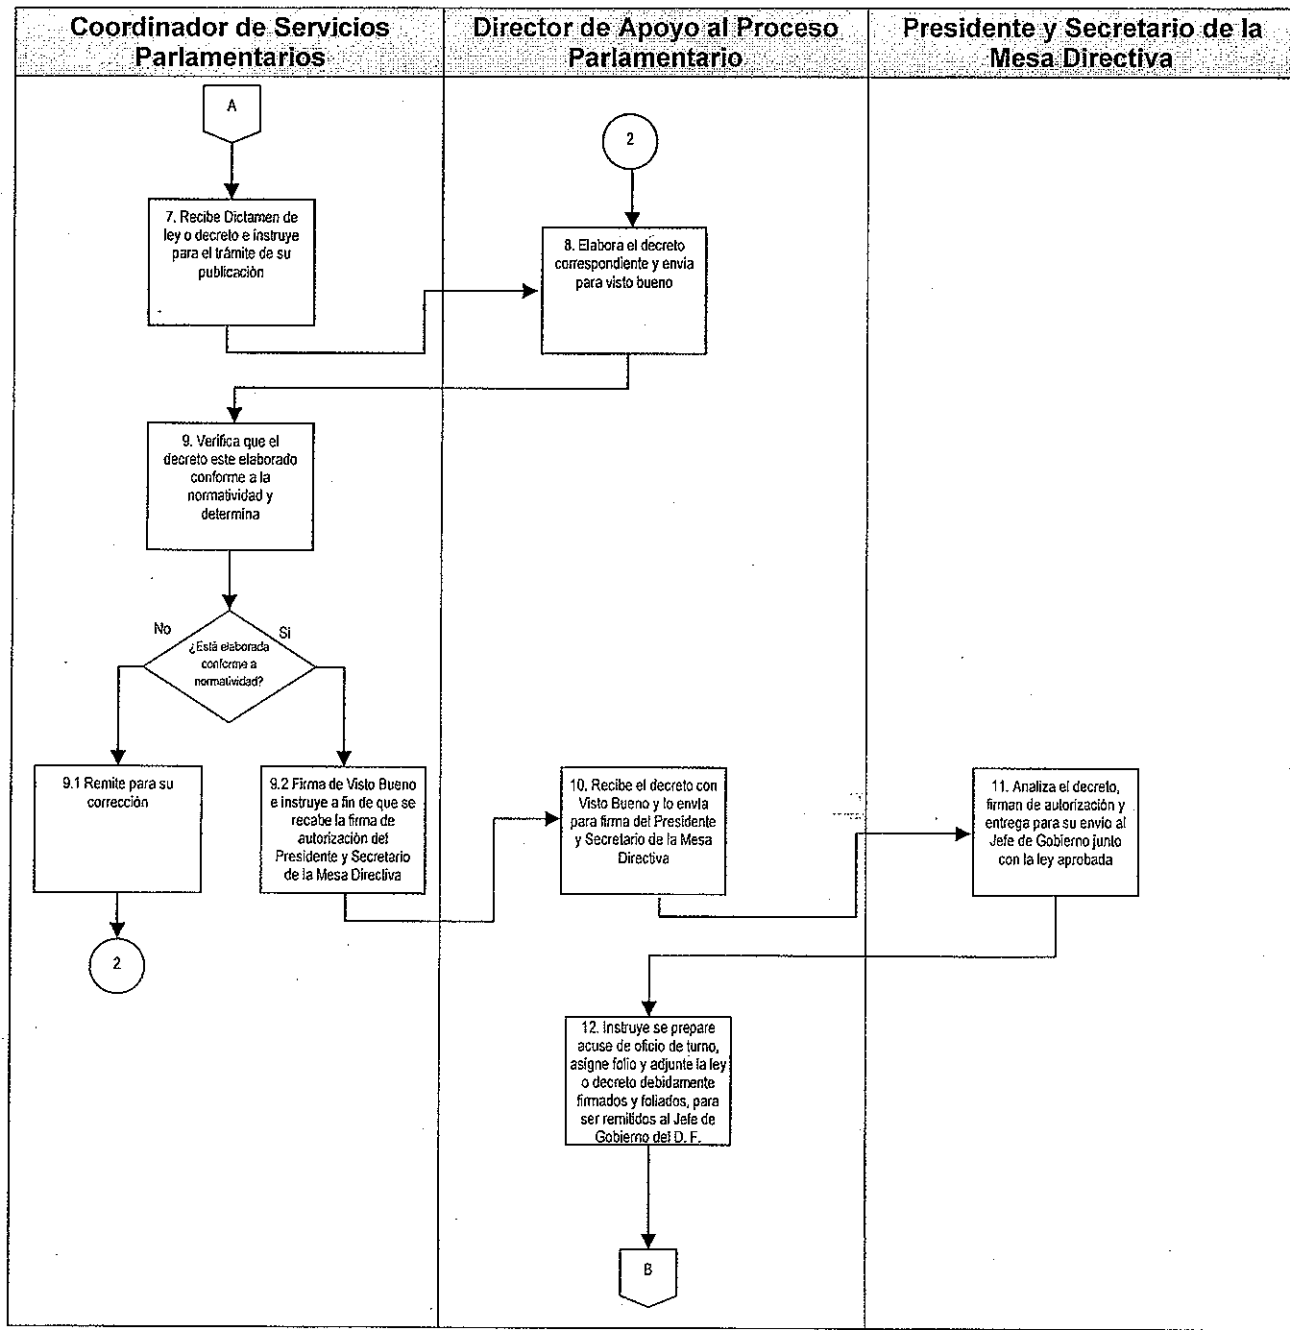 Coordinador de Servicios
Parlamentarios
Director de Apoyo al Proceso
Parlamentario
Presidente y Secretario de la
Mesa Directiva
A
2
7. Recibe Dictamen de
ley o decreto e instruye
para el trámite de su
publicación
8. Elabora el decreto
correspondiente y envía
para visto bueno
9. Verifica que el
decreto este elaborado
conforme a la
normatividad y
determina
No
Si
¿Está elaborada
conforme a
normatividad?
9.1 Remite para su
corrección
9.2 Firma de Visto Bueno
e instruye a fin de que se
recabe la firma de
autorización del
Presidente y Secretario
de la Mesa Directiva
10. Recibe el decreto con
Visto Bueno y lo envía
para firma del Presidente
y Secretario de la Mesa
Directiva
11. Analiza el decreto,
firman de autorización y
entrega para su envio al
Jefe de Gobierno junto
con la ley aprobada
2
12. Instruye se prepare
acuse de oficio de turno,
asigne folio y adjunte la ley
o decreto debidamente
firmados y foliados, para
ser remitidos al Jefe de
Gobierno del D. F.
B